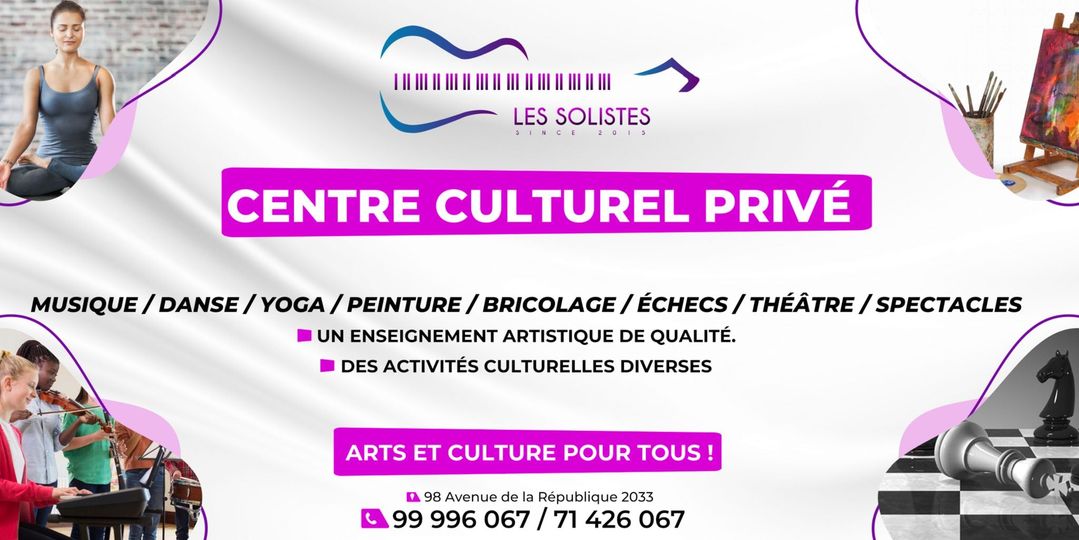 LES SOLISTES
SINCE 2015
CENTRE CULTUREL PRIVÉ
MUSIQUE / DANSE / YOGA / PEINTURE / BRICOLAGE / ÉCHECS / THÉÂTRE / SPECTACLES
UN ENSEIGNEMENT ARTISTIQUE DE QUALITÉ.
DES ACTIVITÉS CULTURELLES DIVERSES
ARTS ET CULTURE POUR TOUS !
98 Avenue de la République 2033
99 996 067 / 71 426 067